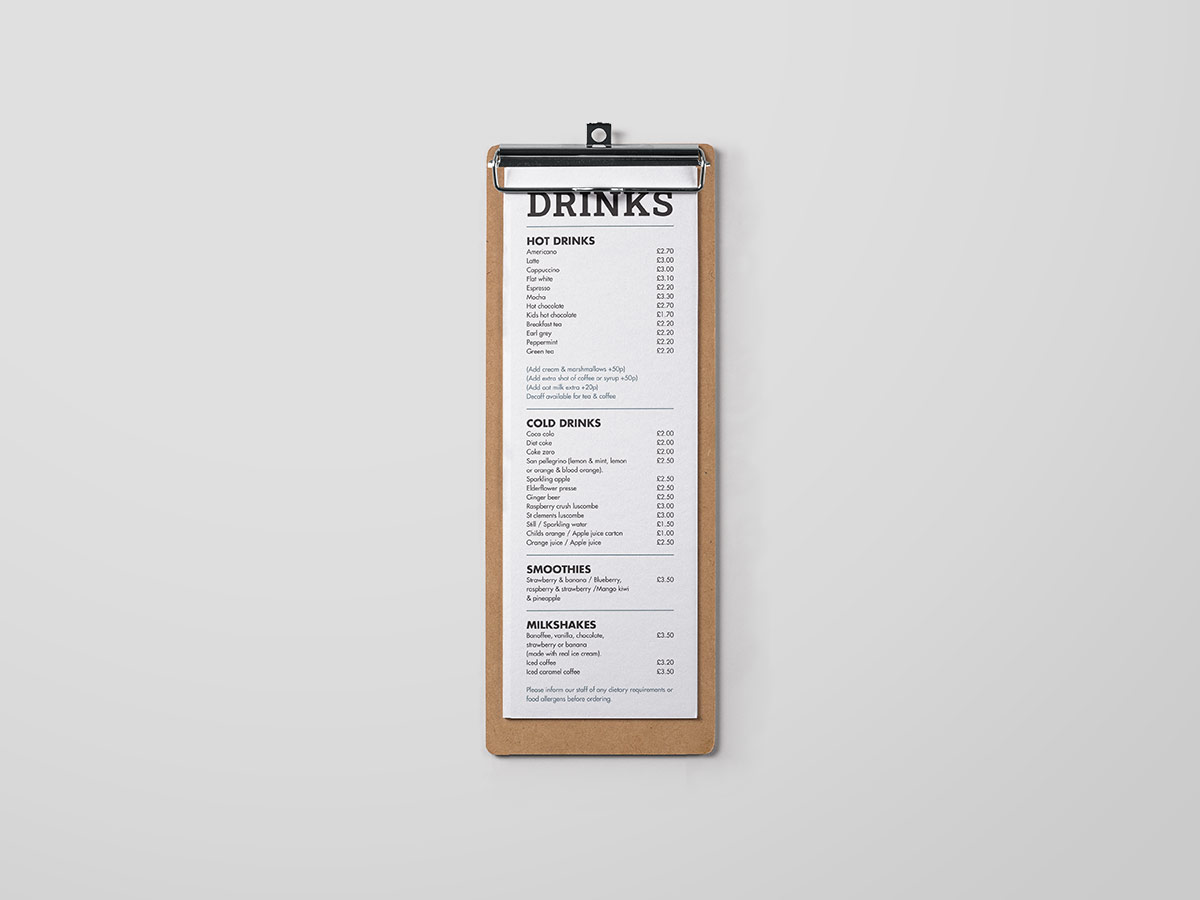 DRINKS
HOT DRINKS
Americano £2.70
Latte £3.00
Cappuccino £3.00
Flat white £3.10
Espresso £2.20
Mocha £3.30
Hot chocolate £2.70
Kids hot chocolate £1.70
Breakfast tea £2.20
Earl grey £2.20
Peppermint £2.20
Green tea £2.20
(Add cream & marshmallows +50p)
(Add extra shot of coffee or syrup +50p)
(Add oat milk extra +20p)
Decaff available for tea & coffee
COLD DRINKS
Coca cola £2.00
Diet coke £2.00
Coke zero £2.00
San pellegrino (lemon & mint, lemon £2.50
or orange & blood orange).
Sparkling apple £2.50
Elderflower presse £2.50
Ginger beer £2.50
Raspberry crush luscombe £3.00
St clements luscombe £3.00
Still / Sparkling water £1.50
Childs orange / Apple juice carton £1.00
Orange juice / Apple juice £2.50
SMOOTHIES
Strawberry & banana / Blueberry, £3.50
raspberry & strawberry /Mango kiwi
& pineapple
MILKSHAKES
Banoffee, vanilla, chocolate, £3.50
strawberry or banana
(made with real ice cream).
Iced coffee £3.20
Iced caramel coffee £3.50
Please inform our staff of any dietary requirements or
food allergens before ordering.